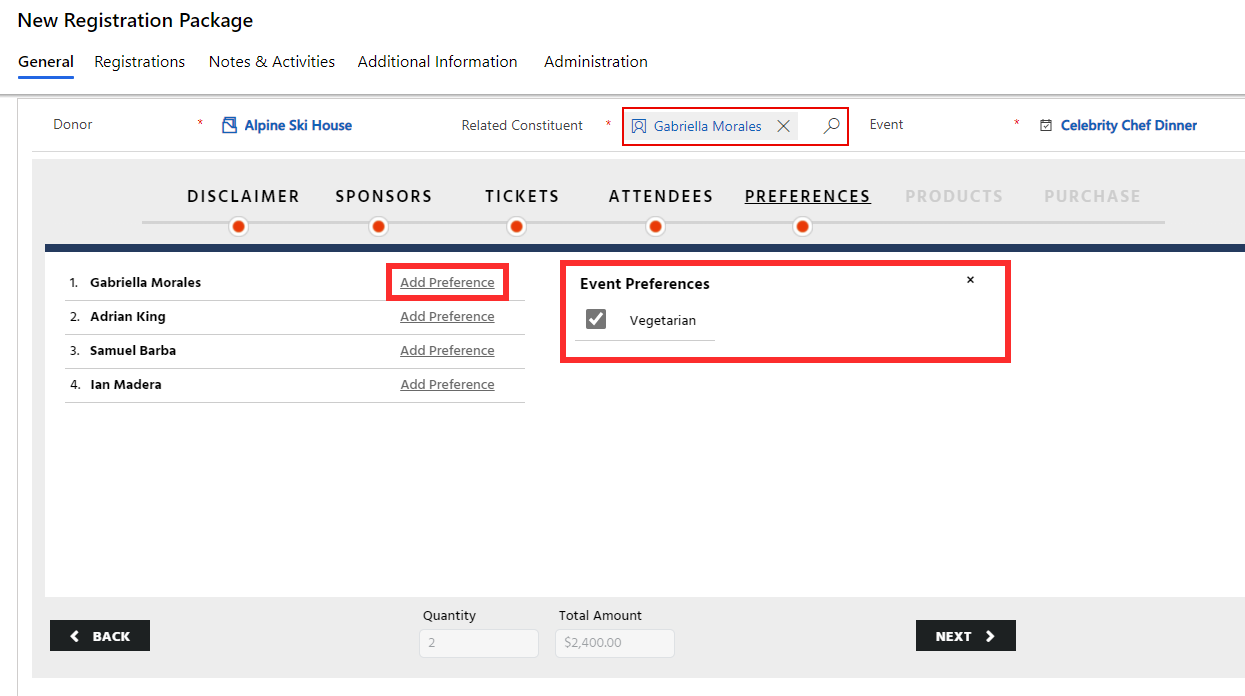 New Registration Package
General Registrations Notes & Activities Additional Information Administration
Donor * Alpine Ski House Related Constituent * Gabriella Morales Event * Celebrity Chef Dinner
DISCLAIMER SPONSORS TICKETS ATTENDEES PREFERENCES PRODUCTS PURCHASE
1. Gabriella Morales Add Preference
2. Adrian King Add Preference
3. Samuel Barba Add Preference
4. Ian Madera Add Preference
Event Preferences ×
Vegetarian
Quantity Total Amount
BACK 2 $2,400.00 NEXT